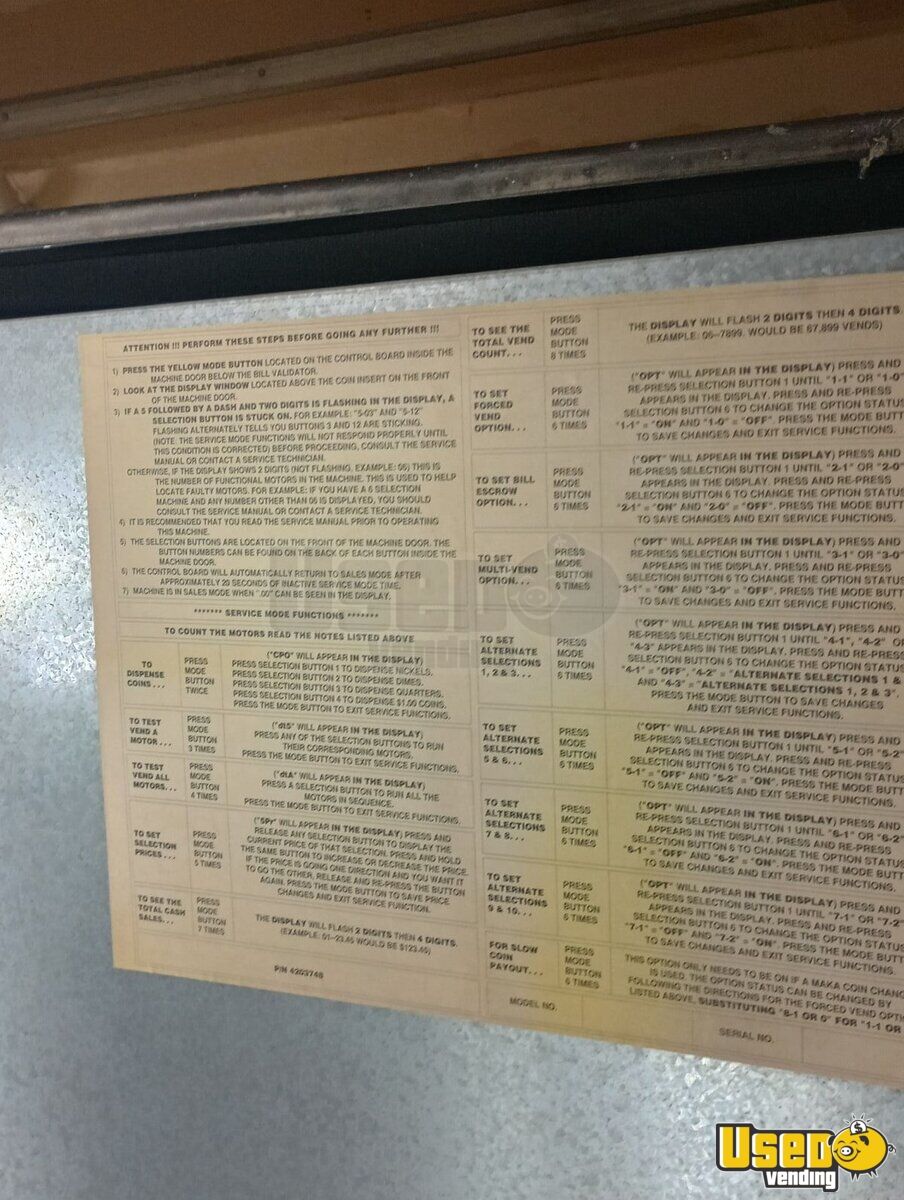 ATTENTION !!! PERFORM THESE STEPS BEFORE GOING ANY FURTHER !!!
1) PRESS THE YELLOW MODE BUTTON LOCATED ON THE CONTROL BOARD INSIDE THE
MACHINE DOOR BELOW THE BILL VALIDATOR.
2) LOOK AT THE DISPLAY WINDOW LOCATED ABOVE THE COIN INSERT ON THE FRONT
OF THE MACHINE DOOR.
3) IF A 5 FOLLOWED BY A DASH AND TWO DIGITS IS FLASHING IN THE DISPLAY, A
SELECTION BUTTON IS STUCK ON. FOR EXAMPLE: "5-03" AND "5-12"
FLASHING ALTERNATELY TELLS YOU BUTTONS 3 AND 12 ARE STICKING.
(NOTE: THE SERVICE MODE FUNCTIONS WILL NOT RESPOND PROPERLY UNTIL
THIS CONDITION IS CORRECTED) BEFORE PROCEEDING, CONSULT THE SERVICE
MANUAL OR CONTACT A SERVICE TECHNICIAN.
OTHERWISE, IF THE DISPLAY SHOWS 2 DIGITS (NOT FLASHING, EXAMPLE: 06) THIS IS
THE NUMBER OF FUNCTIONAL MOTORS IN THE MACHINE. THIS IS USED TO HELP
LOCATE FAULTY MOTORS. FOR EXAMPLE: IF YOU HAVE A 6 SELECTION
MACHINE AND ANY NUMBER OTHER THAN 06 IS DISPLAYED, YOU SHOULD
CONSULT THE SERVICE MANUAL OR CONTACT A SERVICE TECHNICIAN.
4) IT IS RECOMMENDED THAT YOU READ THE SERVICE MANUAL PRIOR TO OPERATING
THIS MACHINE.
5) THE SELECTION BUTTONS ARE LOCATED ON THE FRONT OF THE MACHINE DOOR. THE
BUTTON NUMBERS CAN BE FOUND ON THE BACK OF EACH BUTTON INSIDE THE
MACHINE DOOR.
6) THE CONTROL BOARD WILL AUTOMATICALLY RETURN TO SALES MODE AFTER
APPROXIMATELY 20 SECONDS OF INACTIVE SERVICE MODE TIME.
7) MACHINE IS IN SALES MODE WHEN ".00" CAN BE SEEN IN THE DISPLAY.
******* SERVICE MODE FUNCTIONS *******
TO COUNT THE MOTORS READ THE NOTES LISTED ABOVE
TO
DISPENSE
COINS . . .
PRESS
MODE
BUTTON
TWICE
("CPO" WILL APPEAR IN THE DISPLAY)
PRESS SELECTION BUTTON 1 TO DISPENSE NICKELS.
PRESS SELECTION BUTTON 2 TO DISPENSE DIMES.
PRESS SELECTION BUTTON 3 TO DISPENSE QUARTERS.
PRESS SELECTION BUTTON 4 TO DISPENSE $1.00 COINS.
PRESS THE MODE BUTTON TO EXIT SERVICE FUNCTIONS.
TO TEST
VEND A
MOTOR . . .
PRESS
MODE
BUTTON
3 TIMES
("dt5" WILL APPEAR IN THE DISPLAY)
PRESS ANY OF THE SELECTION BUTTONS TO RUN
THEIR CORRESPONDING MOTORS.
PRESS THE MODE BUTTON TO EXIT SERVICE FUNCTIONS.
TO TEST
VEND ALL
MOTORS. . .
PRESS
MODE
BUTTON
4 TIMES
("dtA" WILL APPEAR IN THE DISPLAY)
PRESS A SELECTION BUTTON TO RUN ALL THE
MOTORS IN SEQUENCE.
PRESS THE MODE BUTTON TO EXIT SERVICE FUNCTIONS.
TO SET
SELECTION
PRICES . . .
PRESS
MODE
BUTTON
5 TIMES
("5Pr" WILL APPEAR IN THE DISPLAY) PRESS AND
RELEASE ANY SELECTION BUTTON TO DISPLAY THE
CURRENT PRICE OF THAT SELECTION. PRESS AND HOLD
THE SAME BUTTON TO INCREASE OR DECREASE THE PRICE.
IF THE PRICE IS GOING ONE DIRECTION AND YOU WANT IT
TO GO THE OTHER, RELEASE AND RE-PRESS THE BUTTON
AGAIN. PRESS THE MODE BUTTON TO SAVE PRICE
CHANGES AND EXIT SERVICE FUNCTION.
TO SEE THE
TOTAL CASH
SALES. . .
PRESS
MODE
BUTTON
7 TIMES
THE DISPLAY WILL FLASH 2 DIGITS THEN 4 DIGITS.
(EXAMPLE: 01--23.45 WOULD BE $123.45)
P/N 4203748
TO SEE THE
TOTAL VEND
COUNT. . .
PRESS
MODE
BUTTON
8 TIMES
THE DISPLAY WILL FLASH 2 DIGITS THEN 4 DIGITS
(EXAMPLE: 06--7899. WOULD BE 67,899 VENDS)
TO SET
FORCED
VEND
OPTION. . .
PRESS
MODE
BUTTON
6 TIMES
("OPT" WILL APPEAR IN THE DISPLAY) PRESS AND
RE-PRESS SELECTION BUTTON 1 UNTIL "1-1" OR "1-0"
APPEARS IN THE DISPLAY. PRESS AND RE-PRESS
SELECTION BUTTON 6 TO CHANGE THE OPTION STATUS
"1-1" = "ON" AND "1-0" = "OFF". PRESS THE MODE BUTT
TO SAVE CHANGES AND EXIT SERVICE FUNCTIONS.
TO SET BILL
ESCROW
OPTION. . .
PRESS
MODE
BUTTON
6 TIMES
("OPT" WILL APPEAR IN THE DISPLAY) PRESS AND
RE-PRESS SELECTION BUTTON 1 UNTIL "2-1" OR "2-0"
APPEARS IN THE DISPLAY. PRESS AND RE-PRESS
SELECTION BUTTON 6 TO CHANGE THE OPTION STATUS
"2-1" = "ON" AND "2-0" = "OFF". PRESS THE MODE BUTT
TO SAVE CHANGES AND EXIT SERVICE FUNCTIONS.
TO SET
MULTI-VEND
OPTION. . .
PRESS
MODE
BUTTON
6 TIMES
("OPT" WILL APPEAR IN THE DISPLAY) PRESS AND
RE-PRESS SELECTION BUTTON 1 UNTIL "3-1" OR "3-0"
APPEARS IN THE DISPLAY. PRESS AND RE-PRESS
SELECTION BUTTON 6 TO CHANGE THE OPTION STATUS
"3-1" = "ON" AND "3-0" = "OFF". PRESS THE MODE BUTT
TO SAVE CHANGES AND EXIT SERVICE FUNCTIONS.
TO SET
ALTERNATE
SELECTIONS
1, 2 & 3. . .
PRESS
MODE
BUTTON
6 TIMES
("OPT" WILL APPEAR IN THE DISPLAY) PRESS AND
RE-PRESS SELECTION BUTTON 1 UNTIL "4-1", "4-2" OR
"4-3" APPEARS IN THE DISPLAY. PRESS AND RE-PRESS
SELECTION BUTTON 6 TO CHANGE THE OPTION STATUS
"4-1" = "OFF", "4-2" = "ALTERNATE SELECTIONS 1 &
AND "4-3" = "ALTERNATE SELECTIONS 1, 2 & 3".
PRESS THE MODE BUTTON TO SAVE CHANGES
AND EXIT SERVICE FUNCTIONS.
TO SET
ALTERNATE
SELECTIONS
5 & 6. . .
PRESS
MODE
BUTTON
6 TIMES
("OPT" WILL APPEAR IN THE DISPLAY) PRESS AND
RE-PRESS SELECTION BUTTON 1 UNTIL "5-1" OR "5-2"
APPEARS IN THE DISPLAY. PRESS AND RE-PRESS
SELECTION BUTTON 6 TO CHANGE THE OPTION STATUS
"5-1" = "OFF" AND "5-2" = "ON". PRESS THE MODE BUTT
TO SAVE CHANGES AND EXIT SERVICE FUNCTIONS.
TO SET
ALTERNATE
SELECTIONS
7 & 8. . .
PRESS
MODE
BUTTON
6 TIMES
("OPT" WILL APPEAR IN THE DISPLAY) PRESS AND
RE-PRESS SELECTION BUTTON 1 UNTIL "6-1" OR "6-2"
APPEARS IN THE DISPLAY. PRESS AND RE-PRESS
SELECTION BUTTON 6 TO CHANGE THE OPTION STATUS
"6-1" = "OFF" AND "6-2" = "ON". PRESS THE MODE BUTT
TO SAVE CHANGES AND EXIT SERVICE FUNCTIONS.
TO SET
ALTERNATE
SELECTIONS
9 & 10. . .
PRESS
MODE
BUTTON
6 TIMES
("OPT" WILL APPEAR IN THE DISPLAY) PRESS AND
RE-PRESS SELECTION BUTTON 1 UNTIL "7-1" OR "7-2"
APPEARS IN THE DISPLAY. PRESS AND RE-PRESS
SELECTION BUTTON 6 TO CHANGE THE OPTION STATUS
"7-1" = "OFF" AND "7-2" = "ON". PRESS THE MODE BUTT
TO SAVE CHANGES AND EXIT SERVICE FUNCTIONS.
FOR SLOW
COIN
PAYOUT. . .
PRESS
MODE
BUTTON
6 TIMES
THIS OPTION ONLY NEEDS TO BE ON IF A MAKA COIN CHANG
IS USED. THE OPTION STATUS CAN BE CHANGED BY
FOLLOWING THE DIRECTIONS FOR THE FORCED VEND OPTI
LISTED ABOVE, SUBSTITUTING "8-1 OR 0" FOR "1-1 OR
MODEL NO.
SERIAL NO.
Used
vending